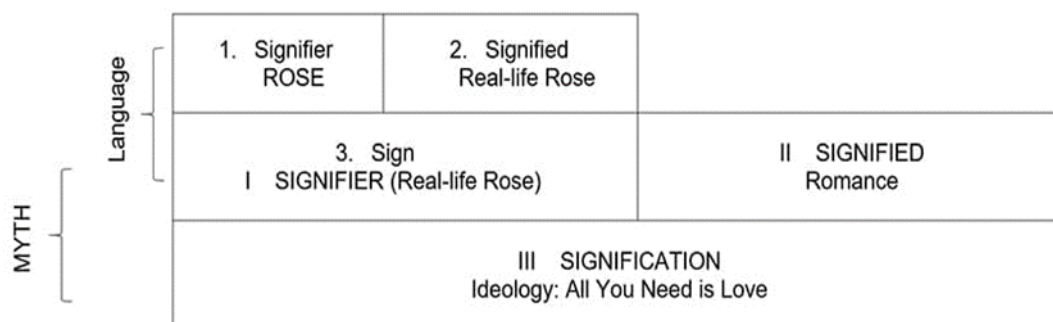 Language
MYTH
1. Signifier
ROSE
2. Signified
Real-life Rose
3. Sign
I SIGNIFIER (Real-life Rose)
II SIGNIFIED
Romance
III SIGNIFICATION
Ideology: All You Need is Love